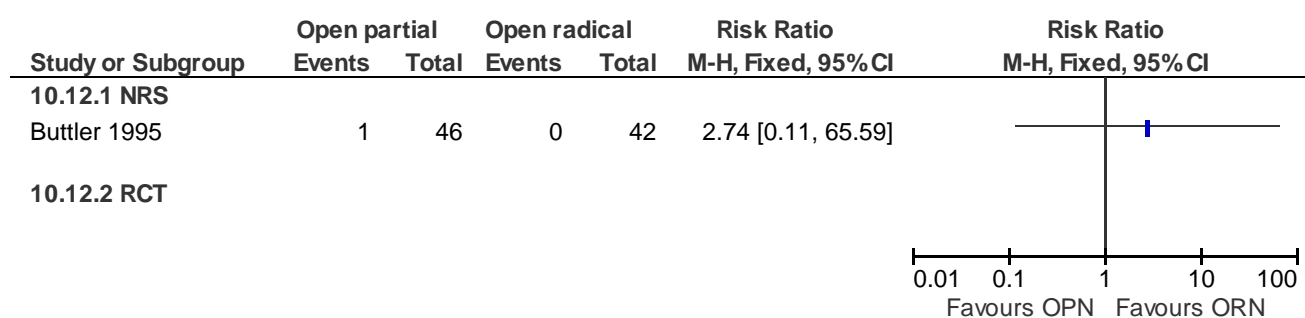 Open partial Open radical Risk Ratio Risk Ratio
Study or Subgroup Events Total Events Total M-H, Fixed, 95% CI M-H, Fixed, 95% CI
10.12.1 NRS
Buttler 1995 1 46 0 42 2.74 [0.11, 65.59]
10.12.2 RCT
0.01 0.1 1 10 100
Favours OPN Favours ORN